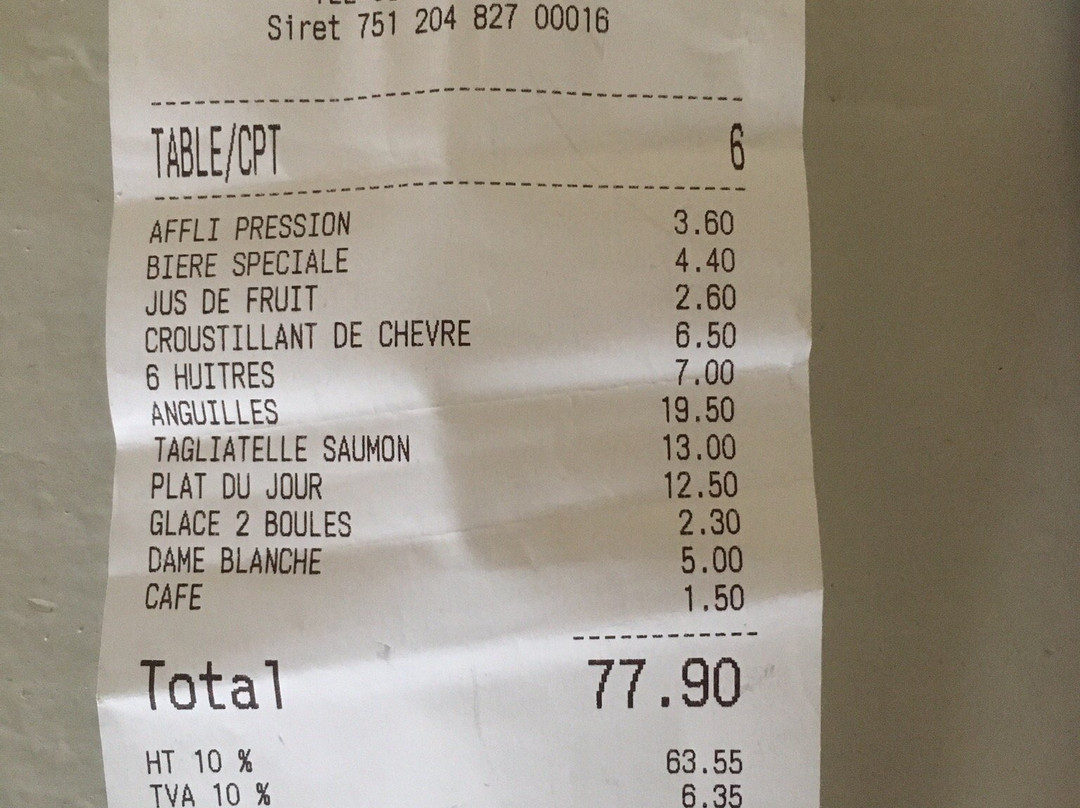 Siret 751 204 827 00016
TABLE/CPT 6
AFFLI PRESSION 3.60
BIERE SPECIALE 4.40
JUS DE FRUIT 2.60
CROUSTILLANT DE CHEVRE 6.50
6 HUITRES 7.00
ANGUILLES 19.50
TAGLIATELLE SAUMON 13.00
PLAT DU JOUR 12.50
GLACE 2 BOULES 2.30
DAME BLANCHE 5.00
CAFE 1.50
Total 77.90
HT 10 % 63.55
TVA 10 % 6.35